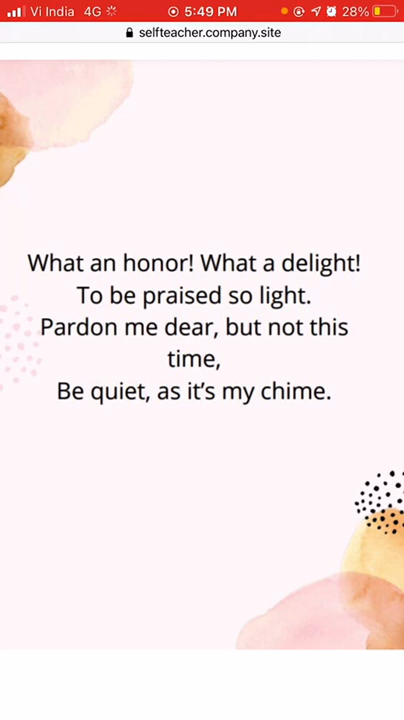 Vi India 4G 5:49 PM 28%
selfteacher.company.site
What an honor! What a delight!
To be praised so light.
Pardon me dear, but not this
time,
Be quiet, as it’s my chime.